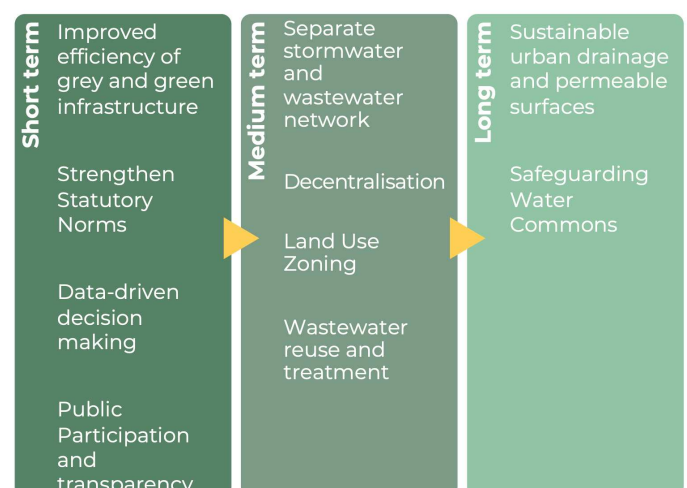 Short term
Improved
efficiency of
grey and green
infrastructure
Strengthen
Statutory
Norms
Data-driven
decision
making
Public
Participation
and
transparency
Medium term
Separate
stormwater
and
wastewater
network
Decentralisation
Land Use
Zoning
Wastewater
reuse and
treatment
Long term
Sustainable
urban drainage
and permeable
surfaces
Safeguarding
Water
Commons